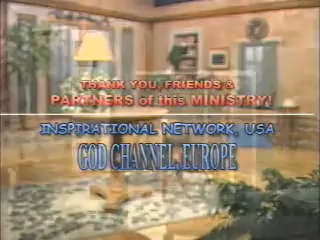 THANK YOU, FRIENDS &
PARTNERS of this MINISTRY!
INSPIRATIONAL NETWORK, USA
GOD CHANNEL, EUROPE